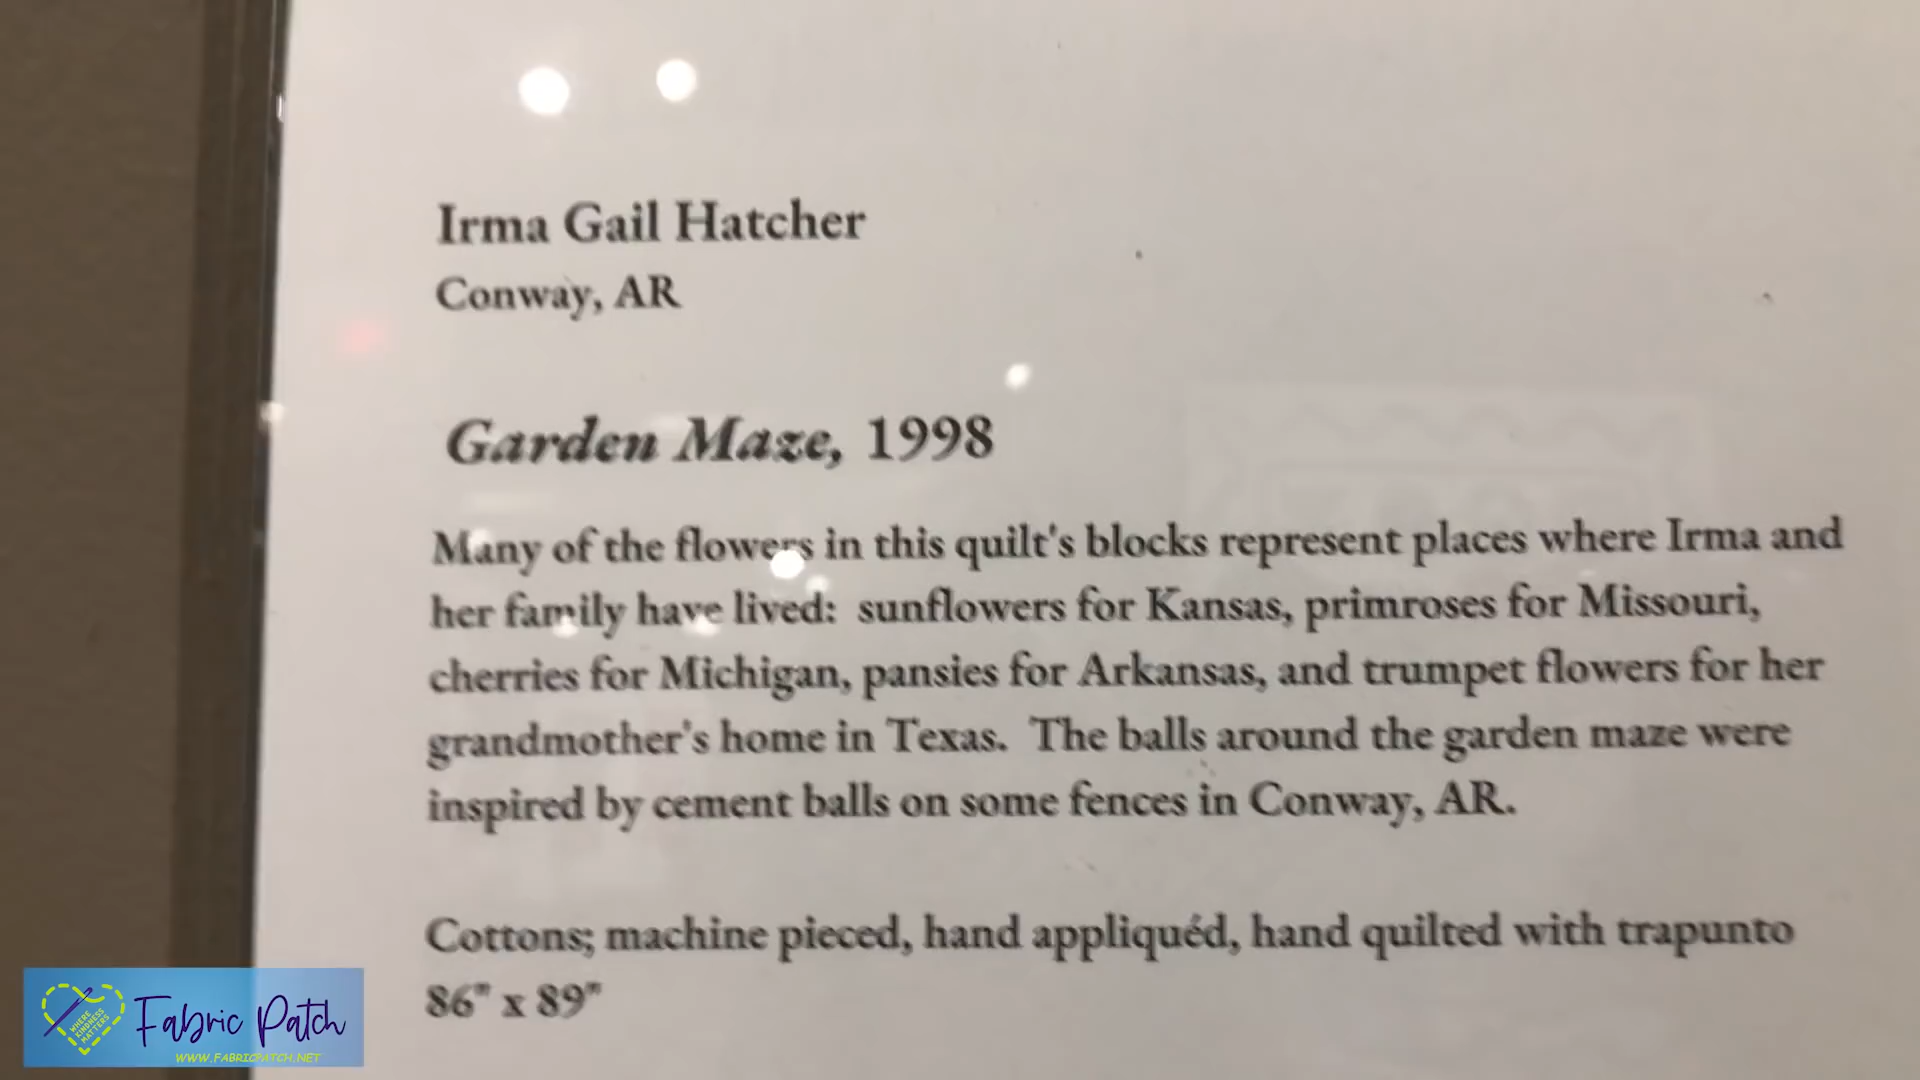 Irma Gail Hatcher
Conway, AR
Garden Maze, 1998
Many of the flowers in this quilt's blocks represent places where Irma and
her family have lived:  sunflowers for Kansas, primroses for Missouri,
cherries for Michigan, pansies for Arkansas, and trumpet flowers for her
grandmother's home in Texas.  The balls around the garden maze were
inspired by cement balls on some fences in Conway, AR.
Cottons; machine pieced, hand appliquéd, hand quilted with trapunto
86" x 89"
WHERE
KINDNESS
MATTERS
Fabric Patch
WWW.FABRICPATCH.NET